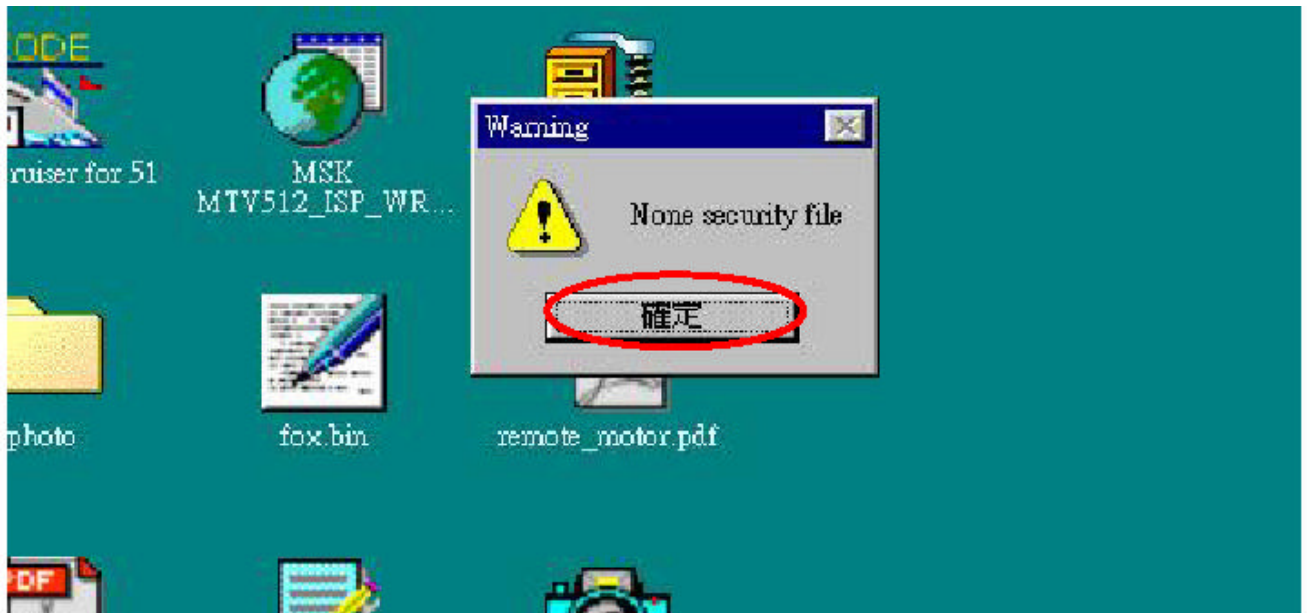 ODE
ruiser for 51
MSK
MTV512_ISP_WR...
Warning
None security file
確定
photo
fox.bin
remote_motor.pdf
PDF